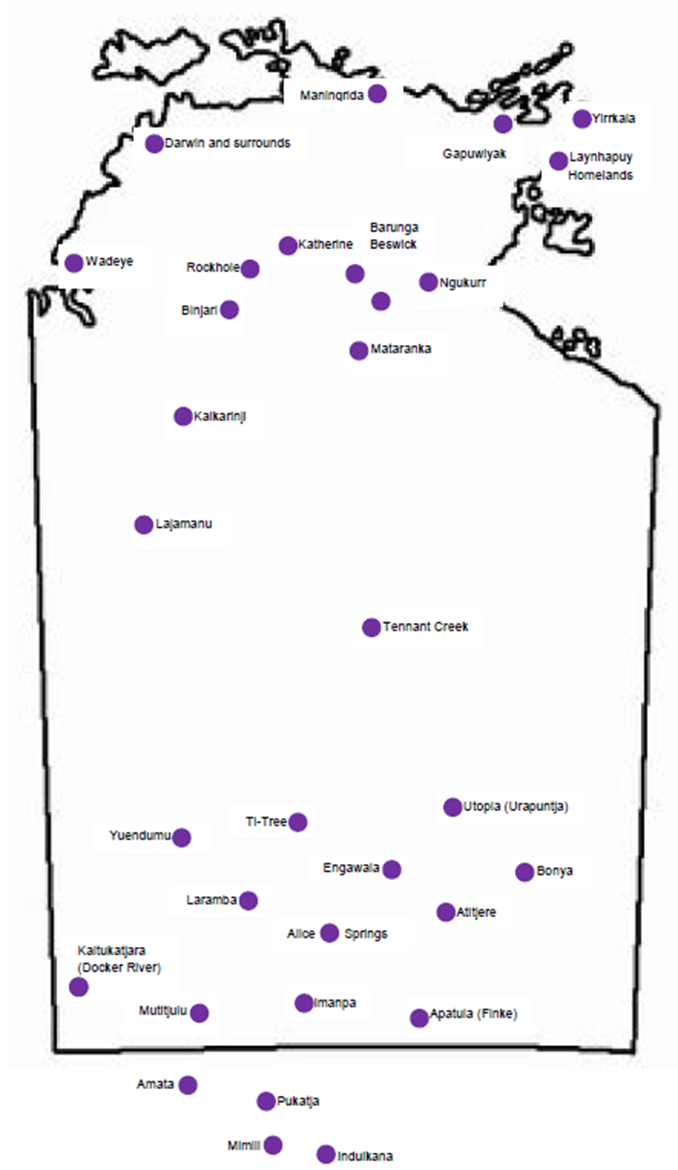 Maningrida
Yirrkala
Darwin and surrounds
Gapuwiyak
Laynhapuy
Homelands
Barunga
Beswick
Katherine
Wadeye
Rockhole
Ngukurr
Binjari
Mataranka
Kalkarinji
Lajamanu
Tennant Creek
Utopia (Urapuntja)
Ti-Tree
Yuendumu
Engawala
Bonya
Laramba
Atitjere
Alice Springs
Kaltukatjara
(Docker River)
Imanpa
Mutitjulu
Apatula (Finke)
Amata
Pukatja
Mimili
Indulkana